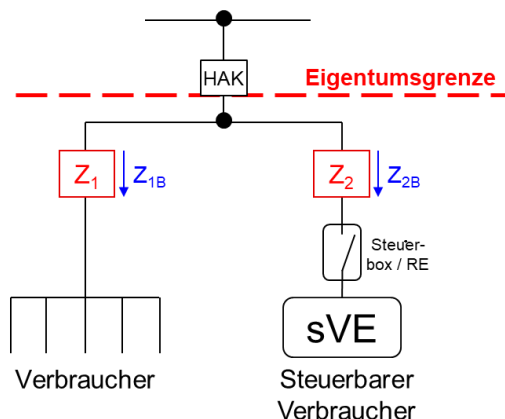 HAK
Eigentumsgrenze
Z1 Z1B
Z2 Z2B
Steuer-
box / RE
sVE
Verbraucher
Steuerbarer
Verbraucher